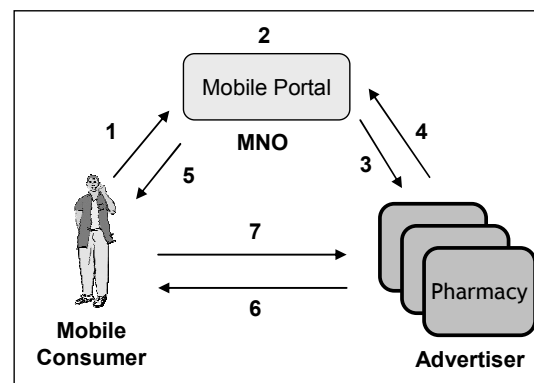 2
Mobile Portal
MNO
1
5
3
4
7
6
Pharmacy
Mobile
Consumer
Advertiser